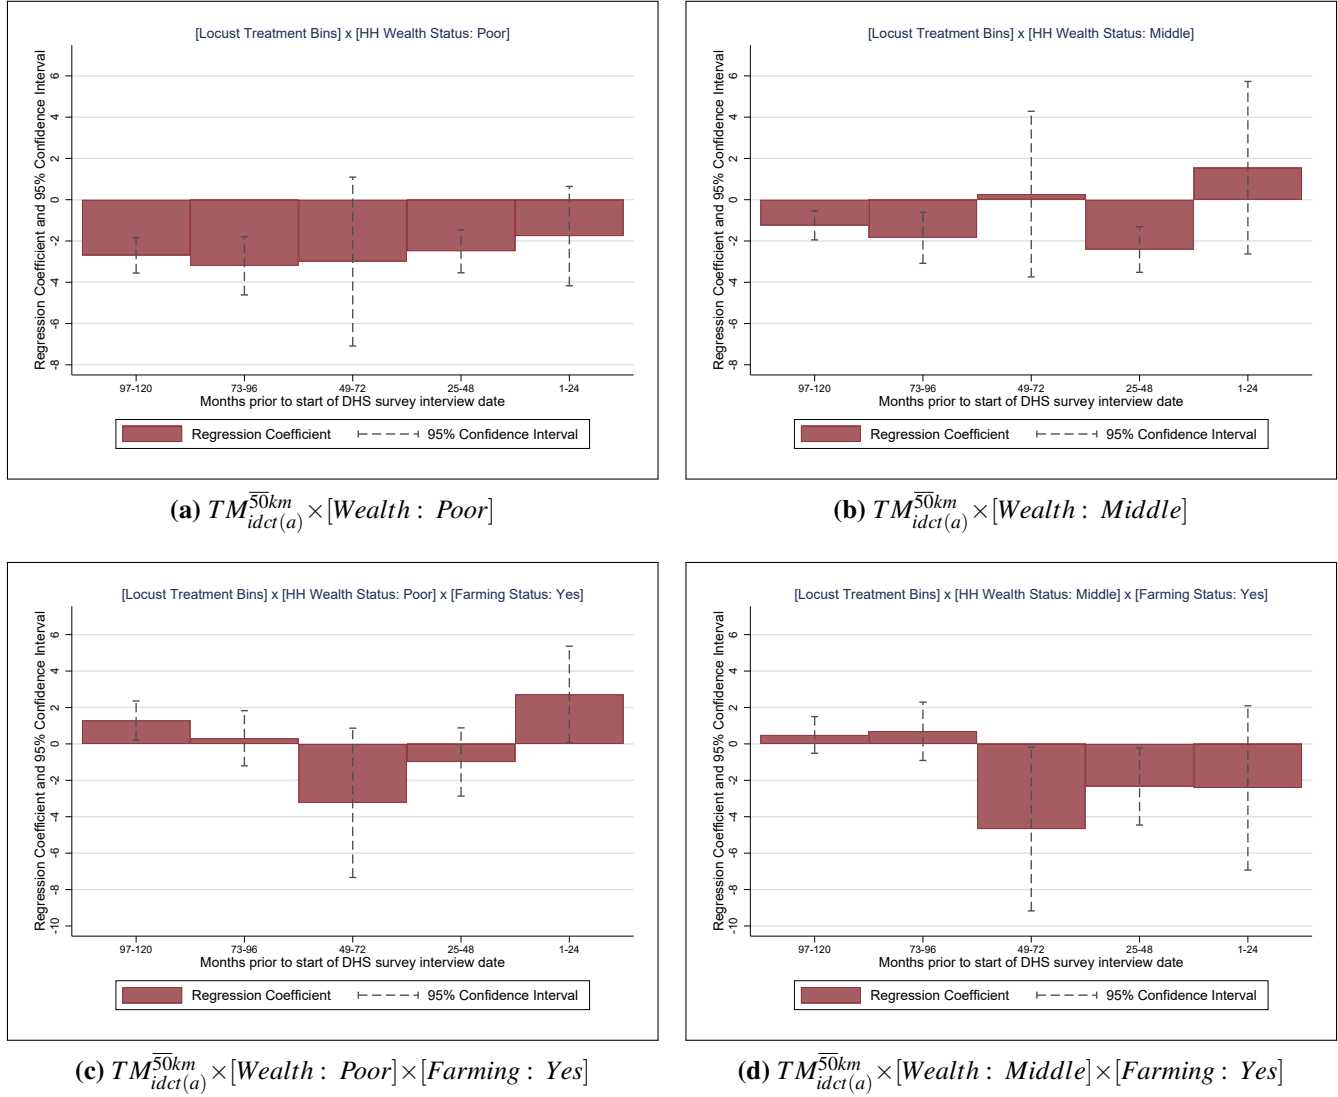 [Locust Treatment Bins] x [HH Wealth Status: Poor]
Regression Coefficient and 95% Confidence Interval
6
4
2
0
-2
-4
-6
-8
97-120 73-96 49-72 25-48 1-24
Months prior to start of DHS survey interview date
Regression Coefficient 95% Confidence Interval
(a) TM^{\overline{50}km}_{idct(a)} × [Wealth : Poor]
[Locust Treatment Bins] x [HH Wealth Status: Middle]
Regression Coefficient and 95% Confidence Interval
6
4
2
0
-2
-4
-6
-8
97-120 73-96 49-72 25-48 1-24
Months prior to start of DHS survey interview date
Regression Coefficient 95% Confidence Interval
(b) TM^{\overline{50}km}_{idct(a)} × [Wealth : Middle]
[Locust Treatment Bins] x [HH Wealth Status: Poor] x [Farming Status: Yes]
Regression Coefficient and 95% Confidence Interval
6
4
2
0
-2
-4
-6
-8
-10
97-120 73-96 49-72 25-48 1-24
Months prior to start of DHS survey interview date
Regression Coefficient 95% Confidence Interval
(c) TM^{\overline{50}km}_{idct(a)} × [Wealth : Poor] × [Farming : Yes]
[Locust Treatment Bins] x [HH Wealth Status: Middle] x [Farming Status: Yes]
Regression Coefficient and 95% Confidence Interval
6
4
2
0
-2
-4
-6
-8
-10
97-120 73-96 49-72 25-48 1-24
Months prior to start of DHS survey interview date
Regression Coefficient 95% Confidence Interval
(d) TM^{\overline{50}km}_{idct(a)} × [Wealth : Middle] × [Farming : Yes]